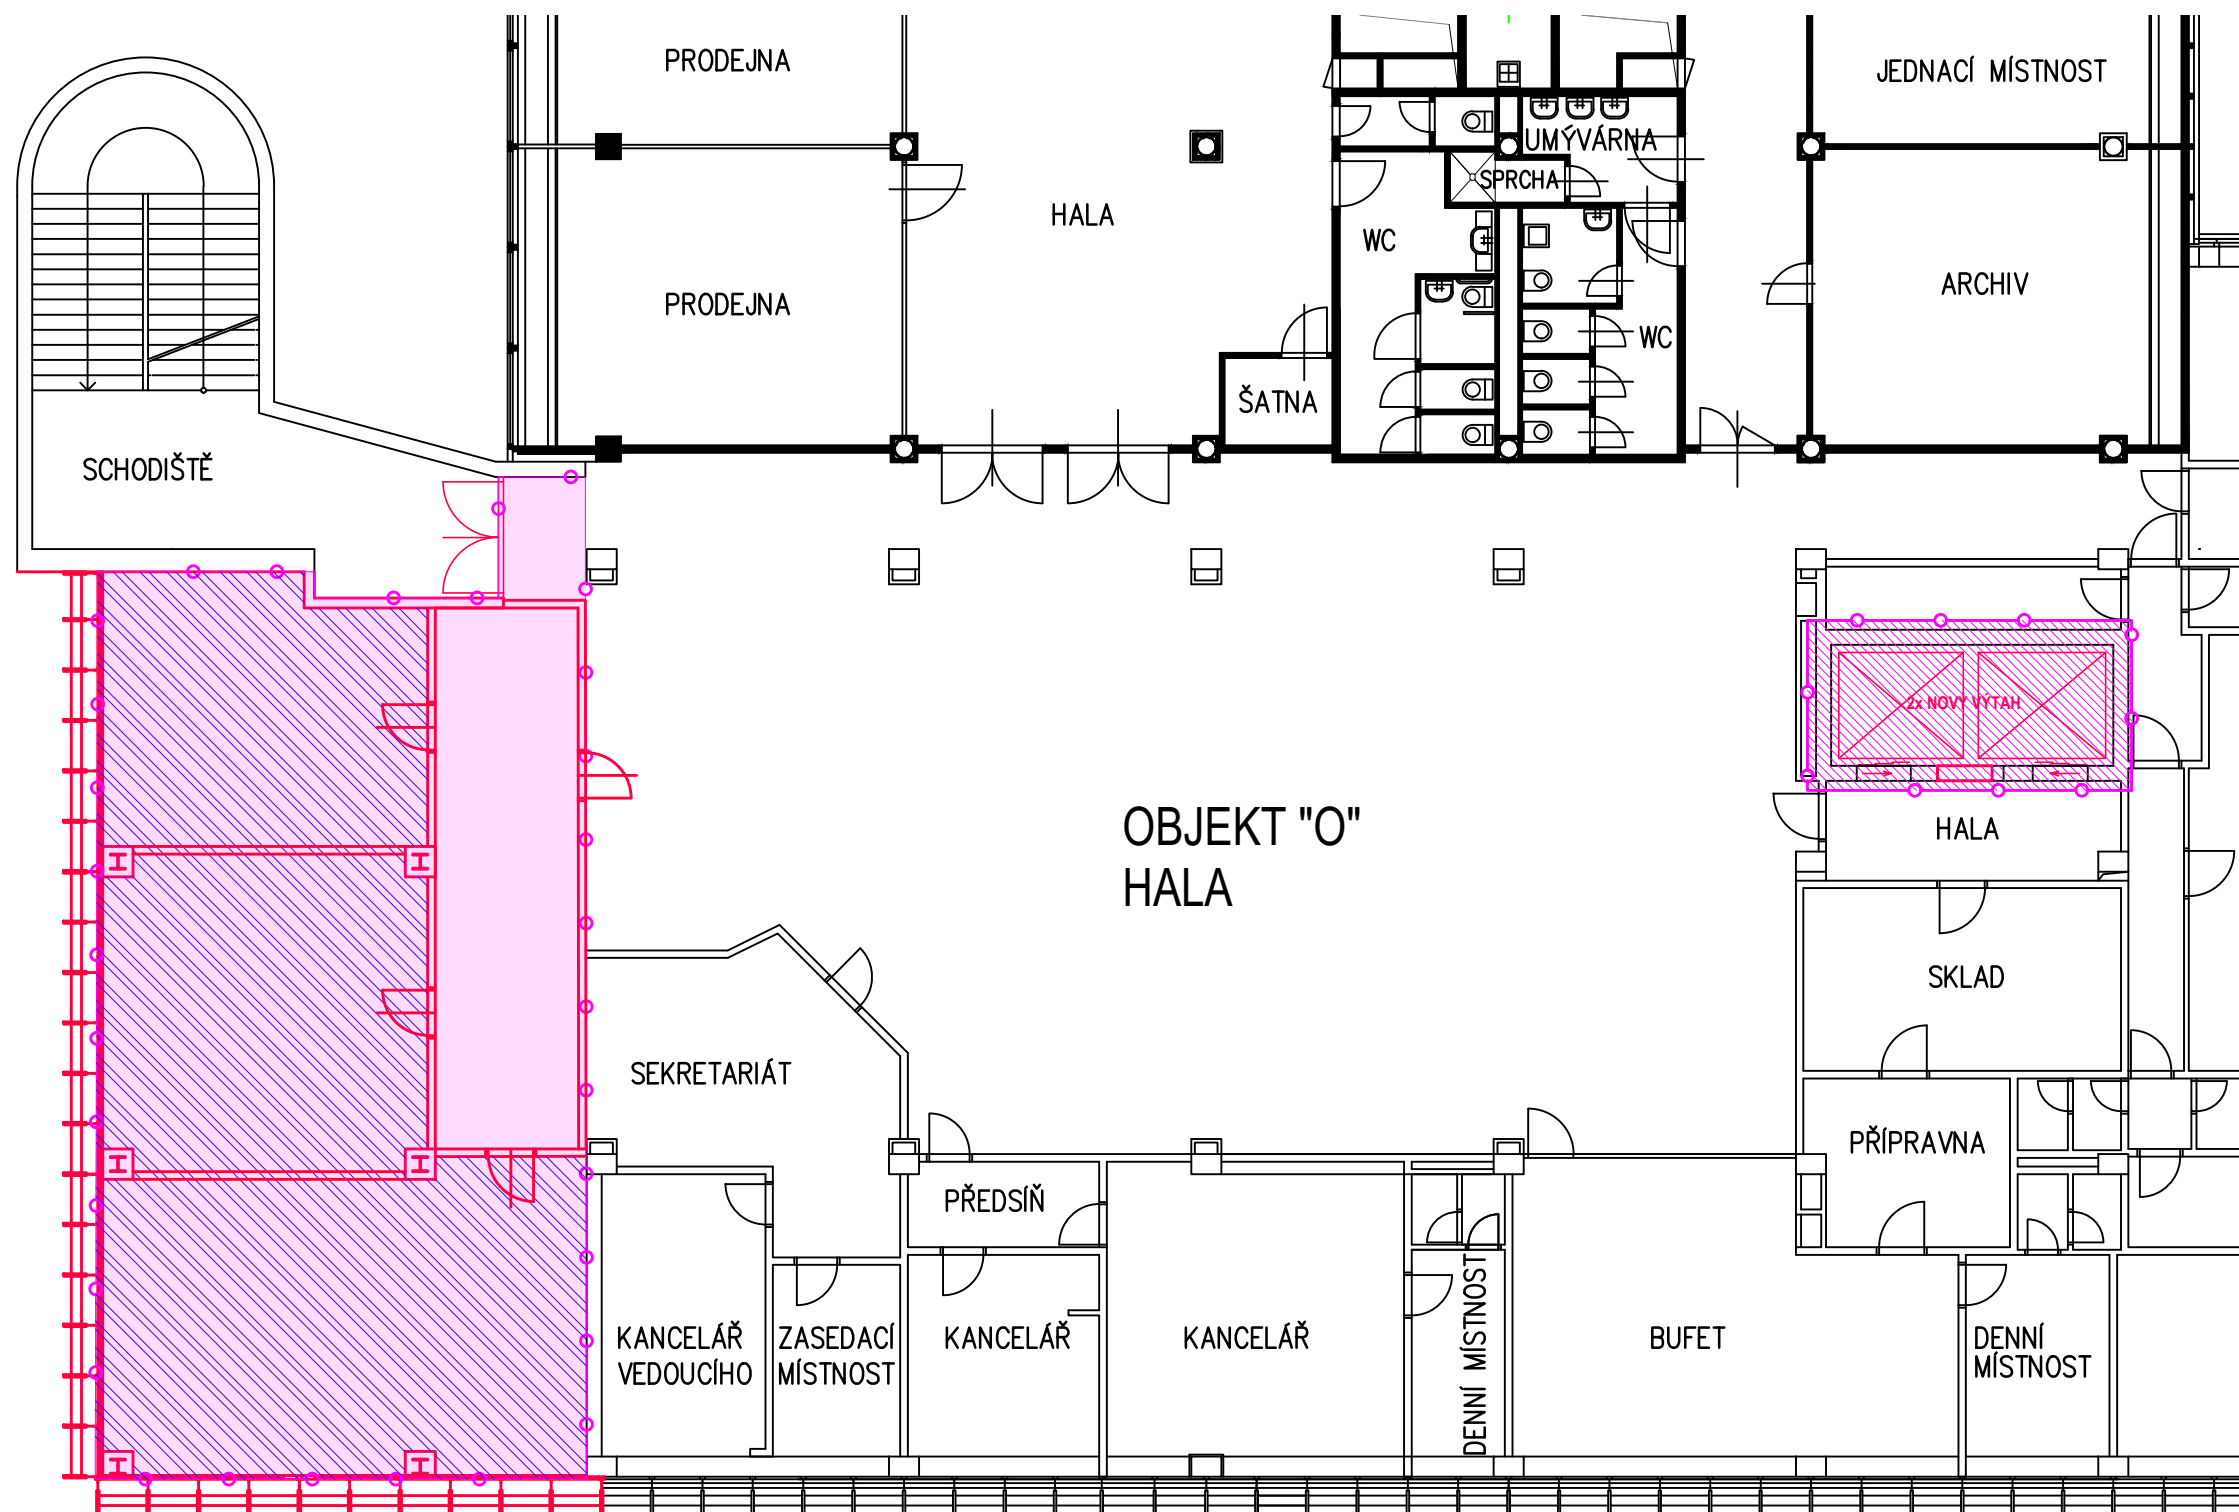 PRODEJNA
JEDNACÍ MÍSTNOST
UMÝVÁRNA
SPRCHA
HALA
WC
PRODEJNA
ARCHIV
WC
ŠATNA
SCHODIŠTĚ
2x NOVÝ VÝTAH
OBJEKT "O"
HALA
HALA
SKLAD
SEKRETARIÁT
PŘÍPRAVNA
PŘEDSÍŇ
KANCELÁŘ
VEDOUCÍHO
ZASEDACÍ
MÍSTNOST
KANCELÁŘ
KANCELÁŘ
DENNÍ MÍSTNOST
BUFET
DENNÍ
MÍSTNOST